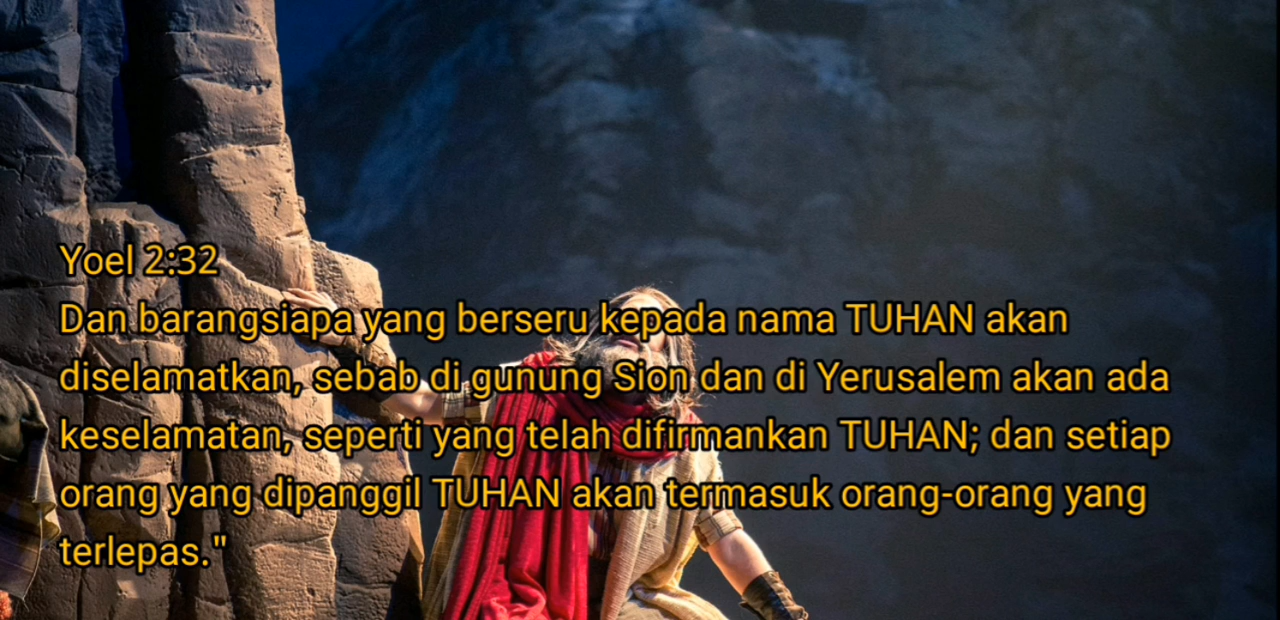 Yoel 2:32
Dan barangsiapa yang berseru kepada nama TUHAN akan
diselamatkan, sebab di gunung Sion dan di Yerusalem akan ada
keselamatan, seperti yang telah difirmankan TUHAN; dan setiap
orang yang dipanggil TUHAN akan termasuk orang-orang yang
terlepas."